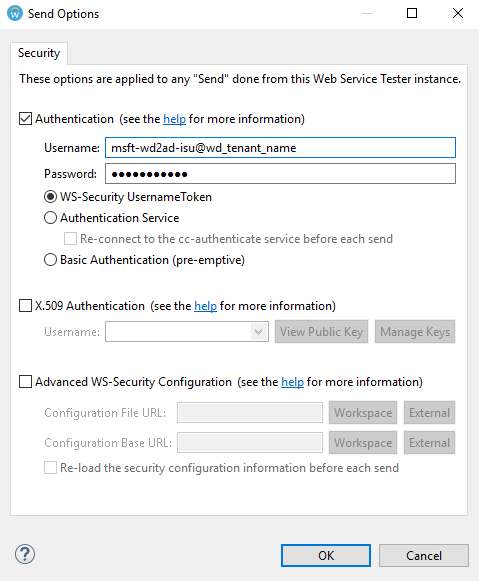 Send Options
Security
These options are applied to any "Send" done from this Web Service Tester instance.
Authentication (see the help for more information)
Username: msft-wd2ad-isu@wd_tenant_name
Password: ●●●●●●●●●●●
WS-Security UsernameToken
Authentication Service
Re-connect to the cc-authenticate service before each send
Basic Authentication (pre-emptive)
X.509 Authentication (see the help for more information)
Username: View Public Key Manage Keys
Advanced WS-Security Configuration (see the help for more information)
Configuration File URL: Workspace External
Configuration Base URL: Workspace External
Re-load the security configuration information before each send
? OK Cancel